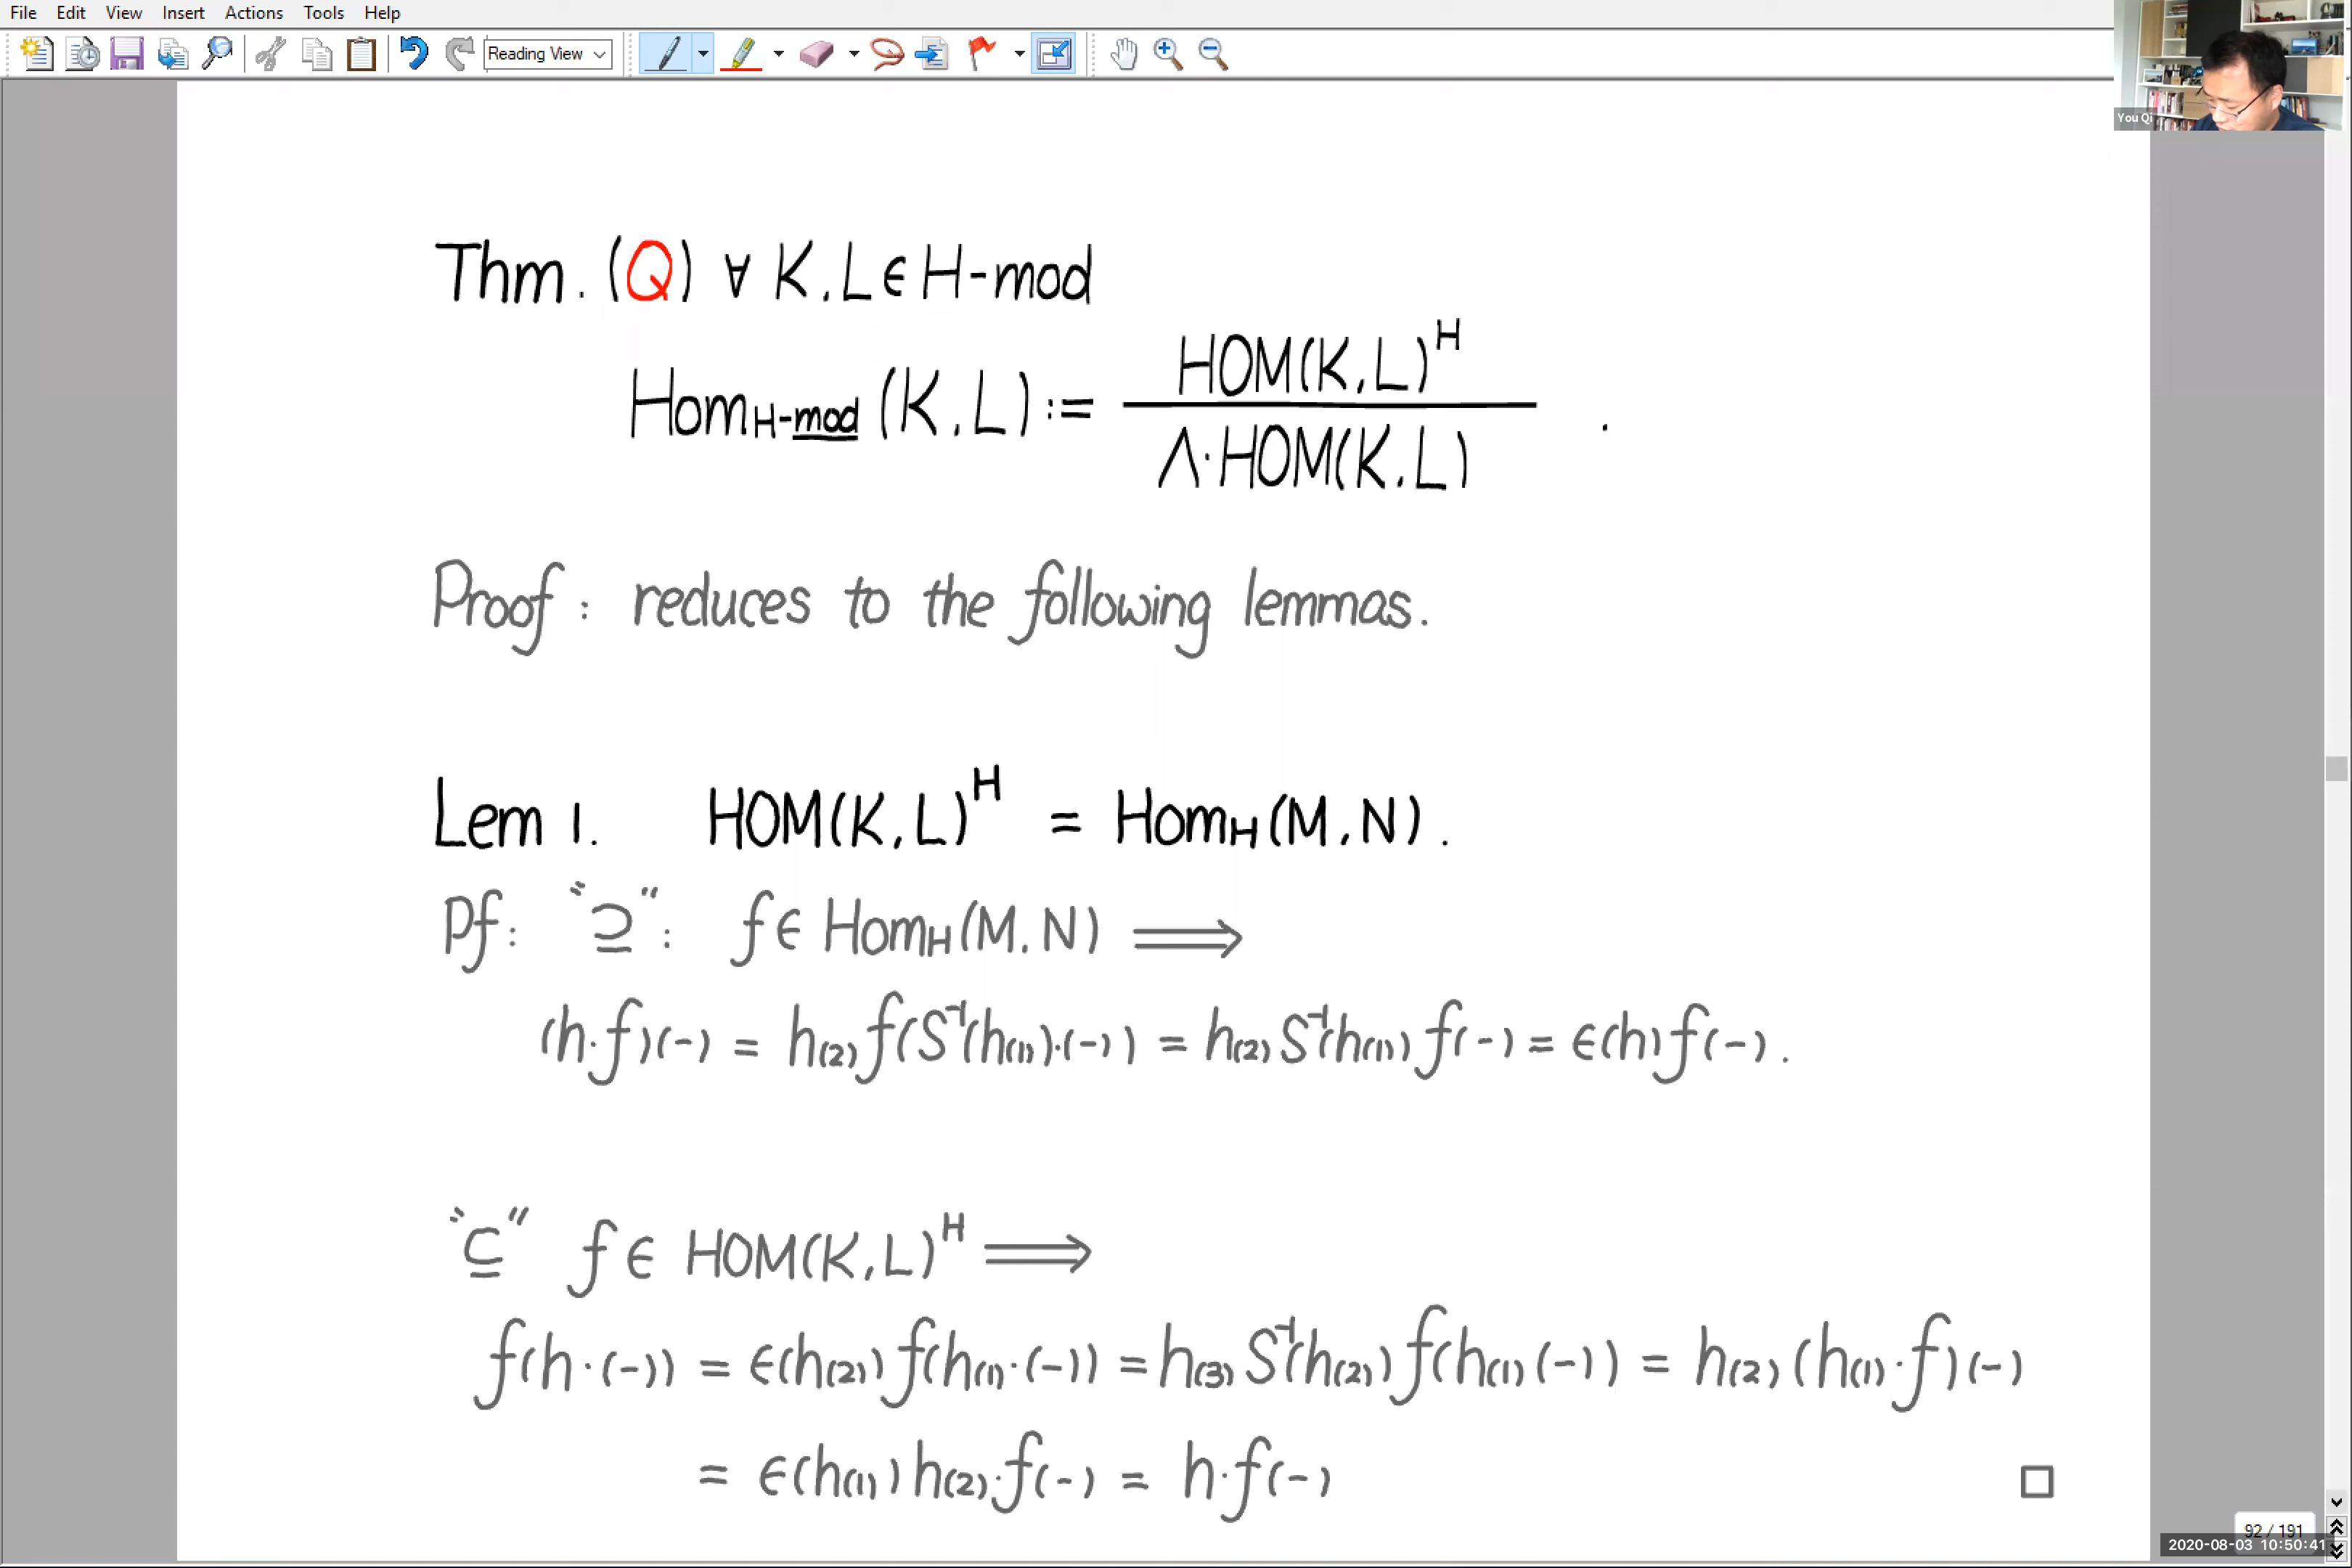 File Edit View Insert Actions Tools Help
Reading View
You Qi
Thm. (Q) ∀ K, L ∈ H-mod
Hom_{H-mod} (K, L) := HOM(K, L)^H / Λ·HOM(K, L) .
Proof : reduces to the following lemmas.
Lem 1. HOM(K, L)^H = Hom_H (M, N).
Pf: "⊇": f ∈ Hom_H (M, N) ⟹
(h·f)(-) = h_{(2)} f(S^{-1}(h_{(1)})·(-)) = h_{(2)} S^{-1}(h_{(1)}) f(-) = ϵ(h) f(-).
"⊆" f ∈ HOM(K, L)^H ⟹
f(h·(-)) = ϵ(h_{(2)}) f(h_{(1)}·(-)) = h_{(3)} S^{-1}(h_{(2)}) f(h_{(1)}(-)) = h_{(2)} (h_{(1)}·f)(-)
= ϵ(h_{(1)}) h_{(2)}·f(-) = h·f(-) □
92 / 191
2020-08-03 10:50:41